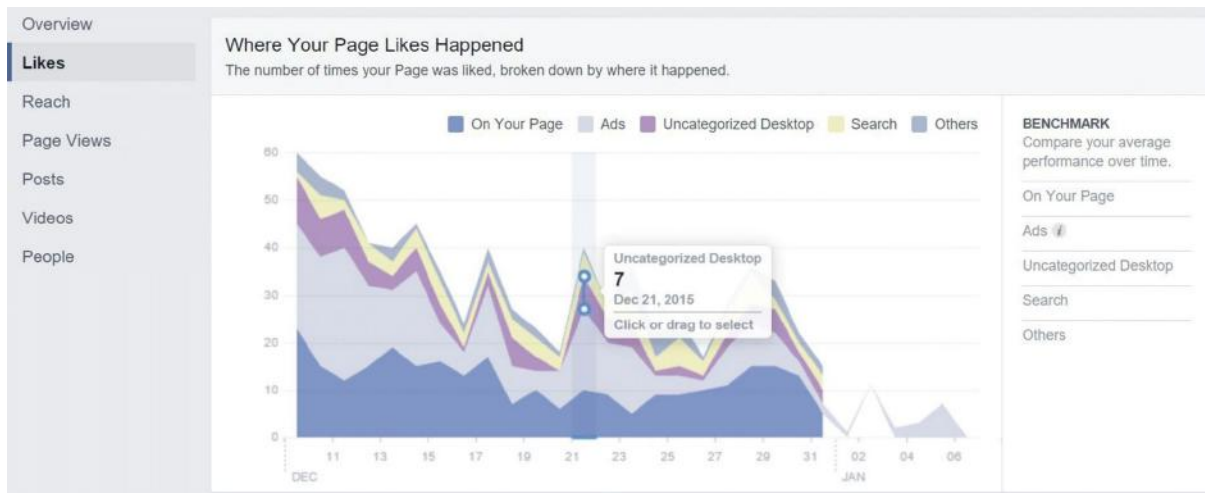 Overview
Likes
Reach
Page Views
Posts
Videos
People
Where Your Page Likes Happened
The number of times your Page was liked, broken down by where it happened.
On Your Page Ads Uncategorized Desktop Search Others
60
50
40
30
20
10
0
Uncategorized Desktop
7
Dec 21, 2015
Click or drag to select
11 13 15 17 19 21 23 25 27 29 31 02 04 06
DEC JAN
BENCHMARK
Compare your average
performance over time.
On Your Page
Ads i
Uncategorized Desktop
Search
Others